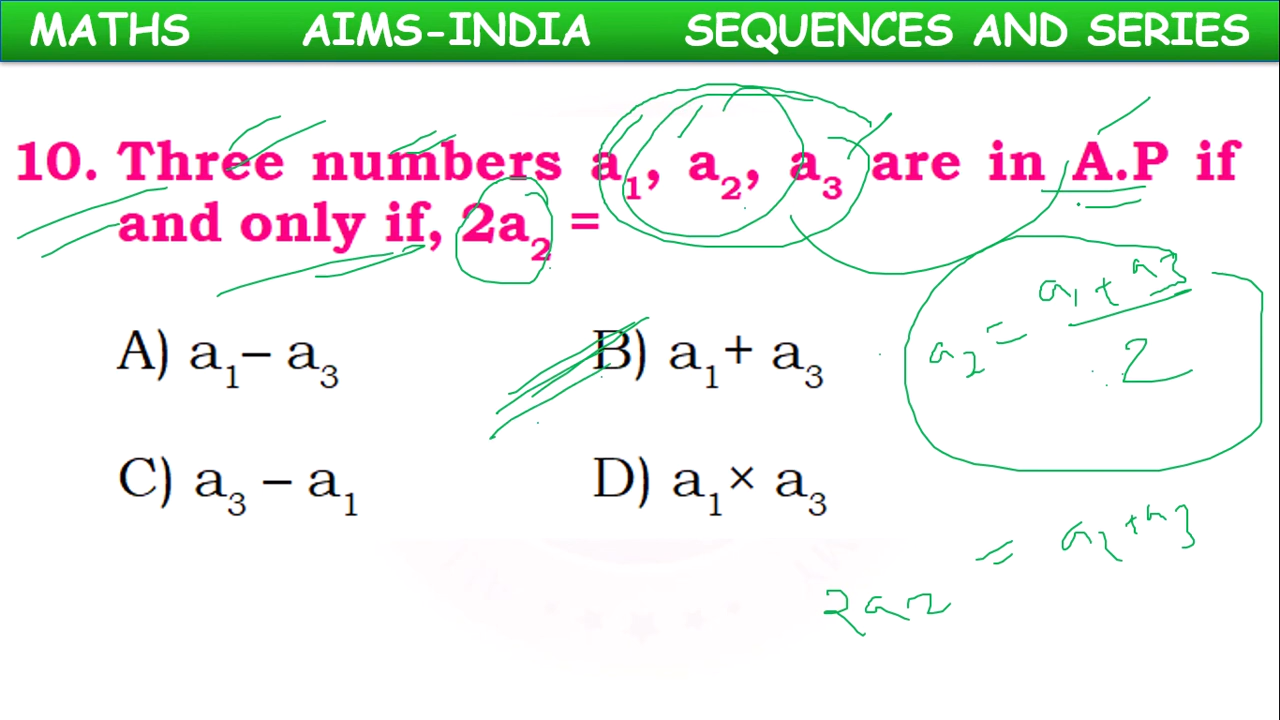 MATHS AIMS-INDIA SEQUENCES AND SERIES
10. Three numbers a₁, a₂, a₃ are in A.P if
and only if, 2a₂ =
a₂ = (a₁ + a₃)/2
A) a₁– a₃ B) a₁+ a₃
C) a₃ – a₁ D) a₁× a₃
2a2 = a2+a3